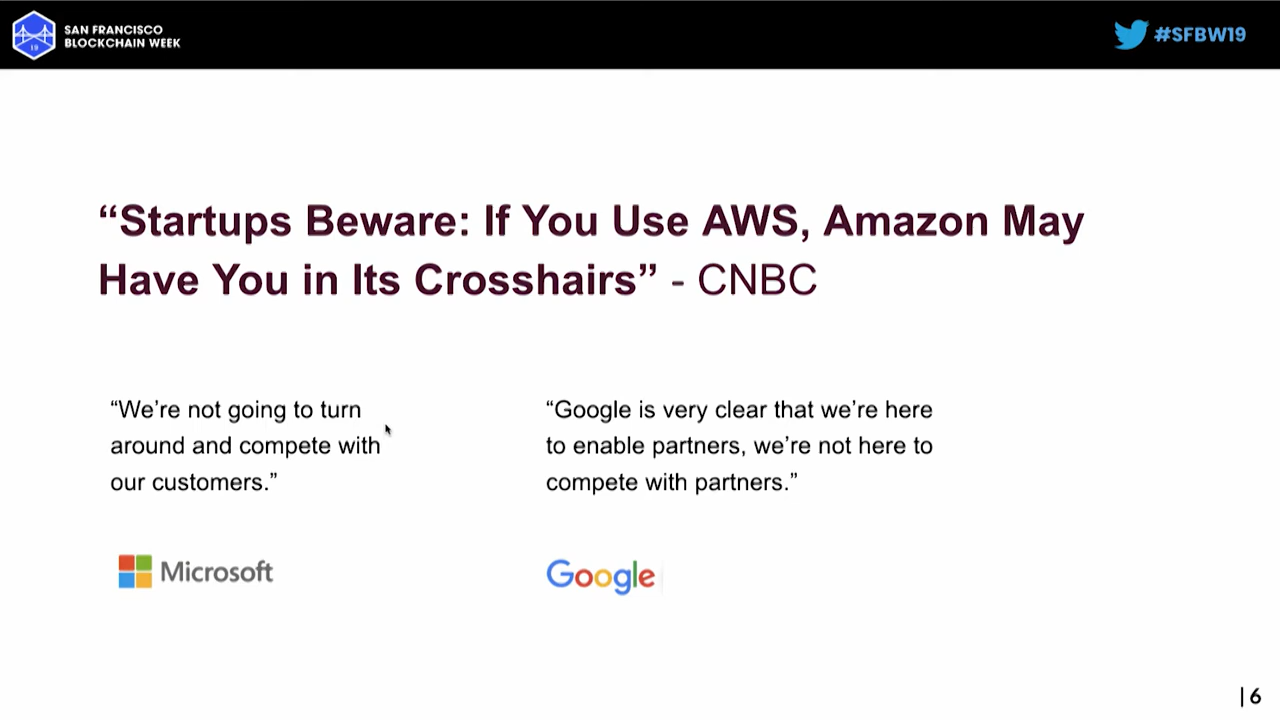 SAN FRANCISCO
BLOCKCHAIN WEEK
19
#SFBW19
“Startups Beware: If You Use AWS, Amazon May
Have You in Its Crosshairs” - CNBC
“We’re not going to turn
around and compete with
our customers.”
“Google is very clear that we’re here
to enable partners, we’re not here to
compete with partners.”
Microsoft
Google
| 6